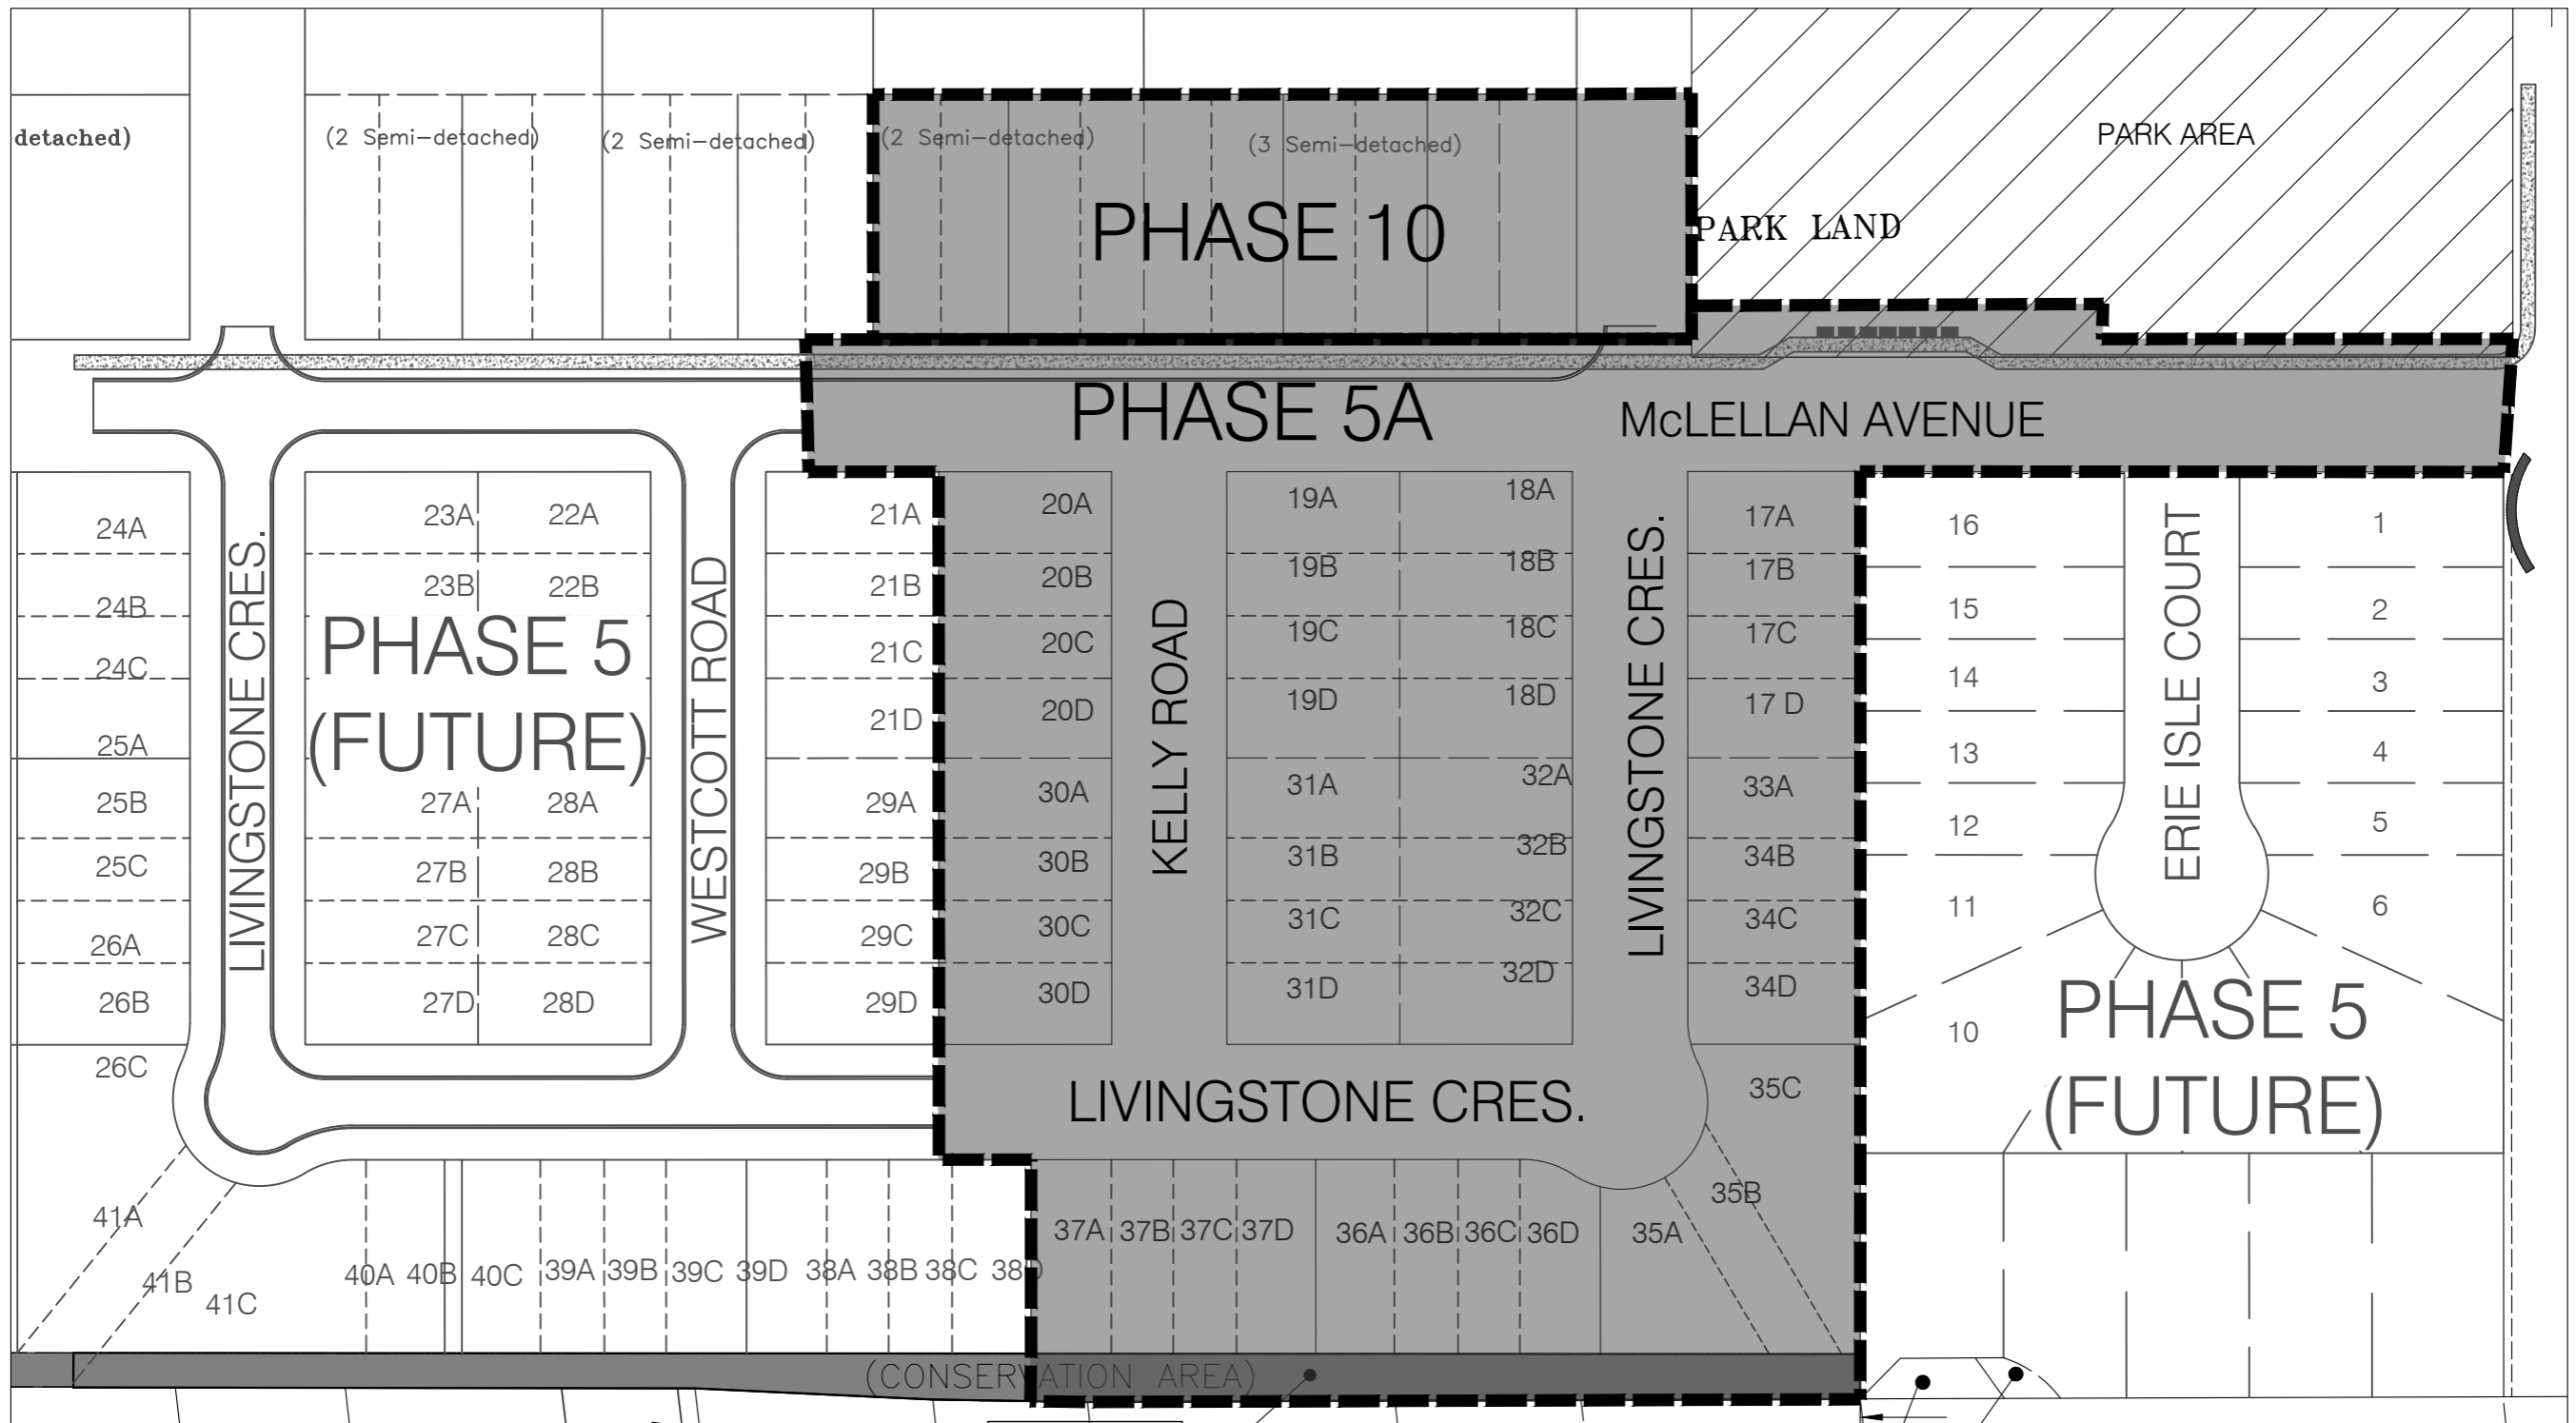 detached)
(2 Semi-detached)
(2 Semi-detached)
(2 Semi-detached)
(3 Semi-detached)
PARK AREA
PHASE 10
PARK LAND
PHASE 5A
McLELLAN AVENUE
24A
24B
24C
25A
25B
25C
26A
26B
26C
LIVINGSTONE CRES.
23A
22A
23B
22B
PHASE 5
(FUTURE)
27A
28A
27B
28B
27C
28C
27D
28D
WESTCOTT ROAD
21A
21B
21C
21D
29A
29B
29C
29D
20A
20B
20C
20D
30A
30B
30C
30D
KELLY ROAD
19A
18A
19B
18B
19C
18C
19D
18D
31A
32A
31B
32B
31C
32C
31D
32D
LIVINGSTONE CRES.
17A
17B
17C
17 D
33A
34B
34C
34D
35C
35B
35A
LIVINGSTONE CRES.
16
15
14
13
12
11
10
ERIE ISLE COURT
1
2
3
4
5
6
PHASE 5
(FUTURE)
41A
41B
41C
40A
40B
40C
39A
39B
39C
39D
38A
38B
38C
38D
37A
37B
37C
37D
36A
36B
36C
36D
(CONSERVATION AREA)